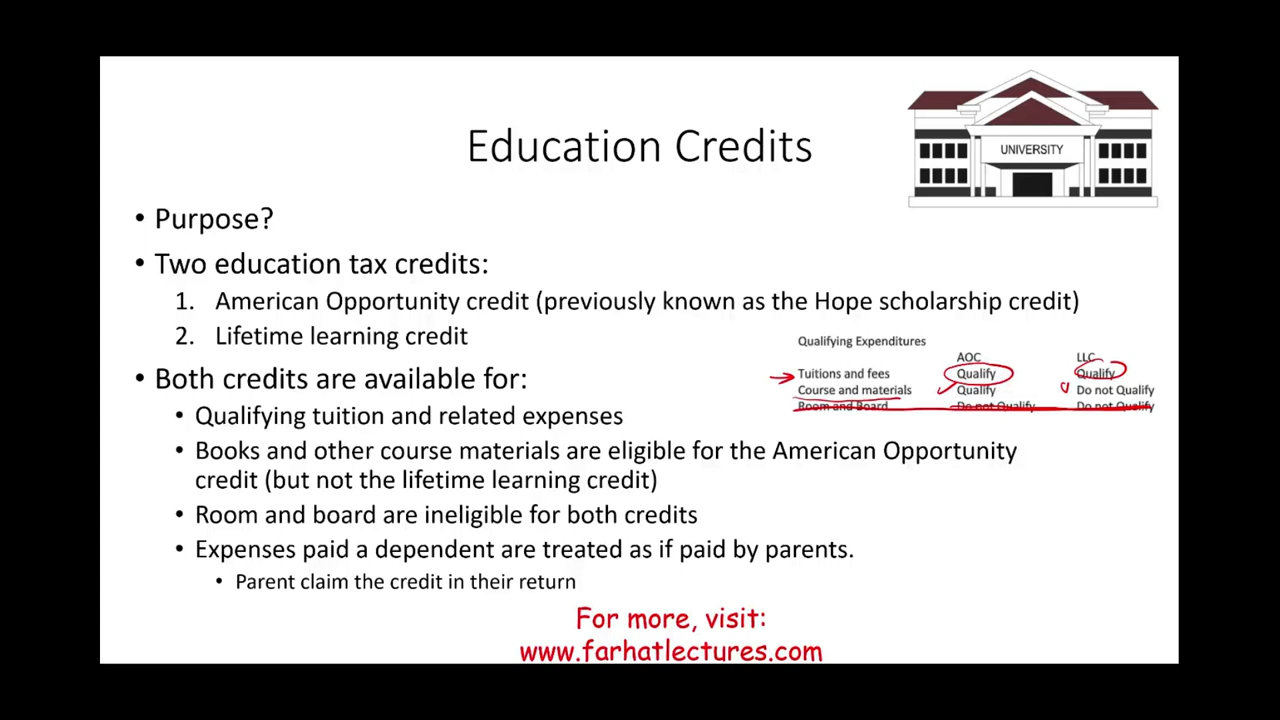 UNIVERSITY
Education Credits
• Purpose?
• Two education tax credits:
1. American Opportunity credit (previously known as the Hope scholarship credit)
2. Lifetime learning credit
Qualifying Expenditures
AOC LLC
Tuitions and fees Qualify Qualify
Course and materials Qualify Do not Qualify
Room and Board Do not Qualify Do not Qualify
• Both credits are available for:
• Qualifying tuition and related expenses
• Books and other course materials are eligible for the American Opportunity
credit (but not the lifetime learning credit)
• Room and board are ineligible for both credits
• Expenses paid a dependent are treated as if paid by parents.
• Parent claim the credit in their return
For more, visit:
www.farhatlectures.com